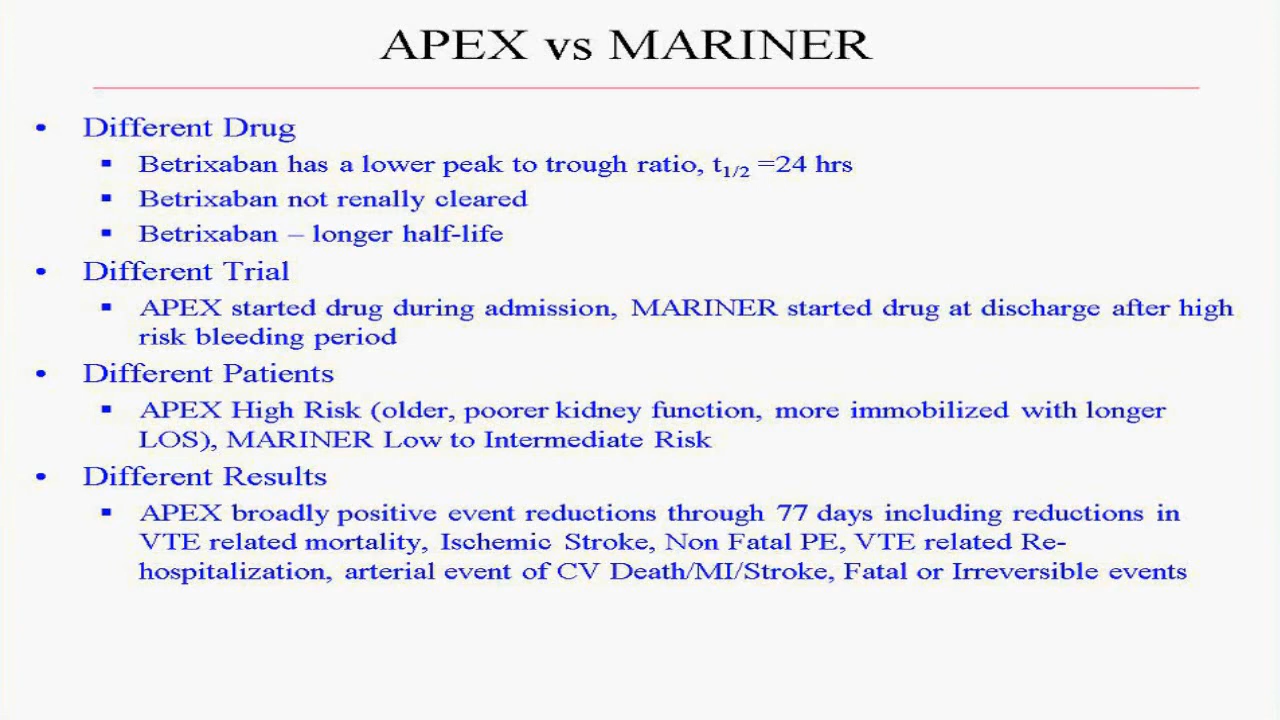 APEX vs MARINER
• Different Drug
▪ Betrixaban has a lower peak to trough ratio, t1/2 =24 hrs
▪ Betrixaban not renally cleared
▪ Betrixaban – longer half-life
• Different Trial
▪ APEX started drug during admission, MARINER started drug at discharge after high
risk bleeding period
• Different Patients
▪ APEX High Risk (older, poorer kidney function, more immobilized with longer
LOS), MARINER Low to Intermediate Risk
• Different Results
▪ APEX broadly positive event reductions through 77 days including reductions in
VTE related mortality, Ischemic Stroke, Non Fatal PE, VTE related Re-
hospitalization, arterial event of CV Death/MI/Stroke, Fatal or Irreversible events